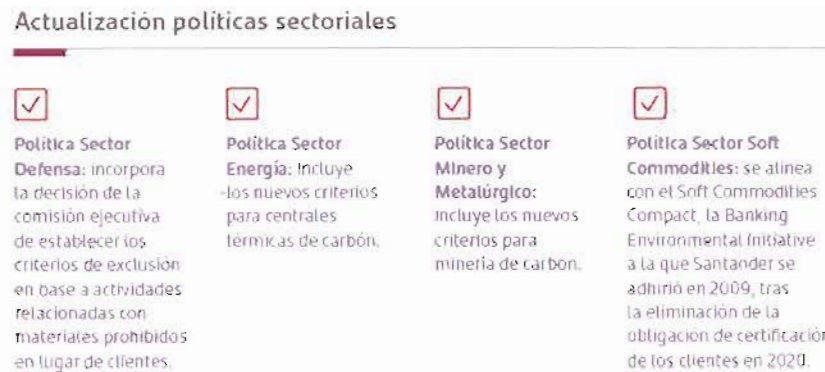 Actualización políticas sectoriales
Política Sector
Defensa: incorpora
la decisión de la
comisión ejecutiva
de establecer los
criterios de exclusión
en base a actividades
relacionadas con
materiales prohibidos
en lugar de clientes.
Política Sector
Energía: Incluye
los nuevos criterios
para centrales
térmicas de carbón.
Política Sector
Minero y
Metalúrgico:
incluye los nuevos
criterios para
minería de carbón.
Política Sector Soft
Commodities: se alinea
con el Soft Commodities
Compact, la Banking
Environmental Initiative
a la que Santander se
adhirió en 2009, tras
la eliminación de la
obligación de certificación
de los clientes en 2020.